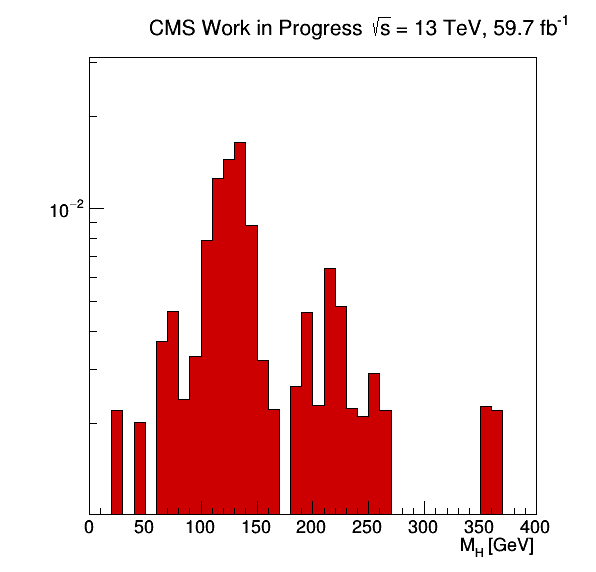 CMS Work in Progress √s = 13 TeV, 59.7 fb⁻¹
10⁻²
0 50 100 150 200 250 300 350 400
M_H [GeV]